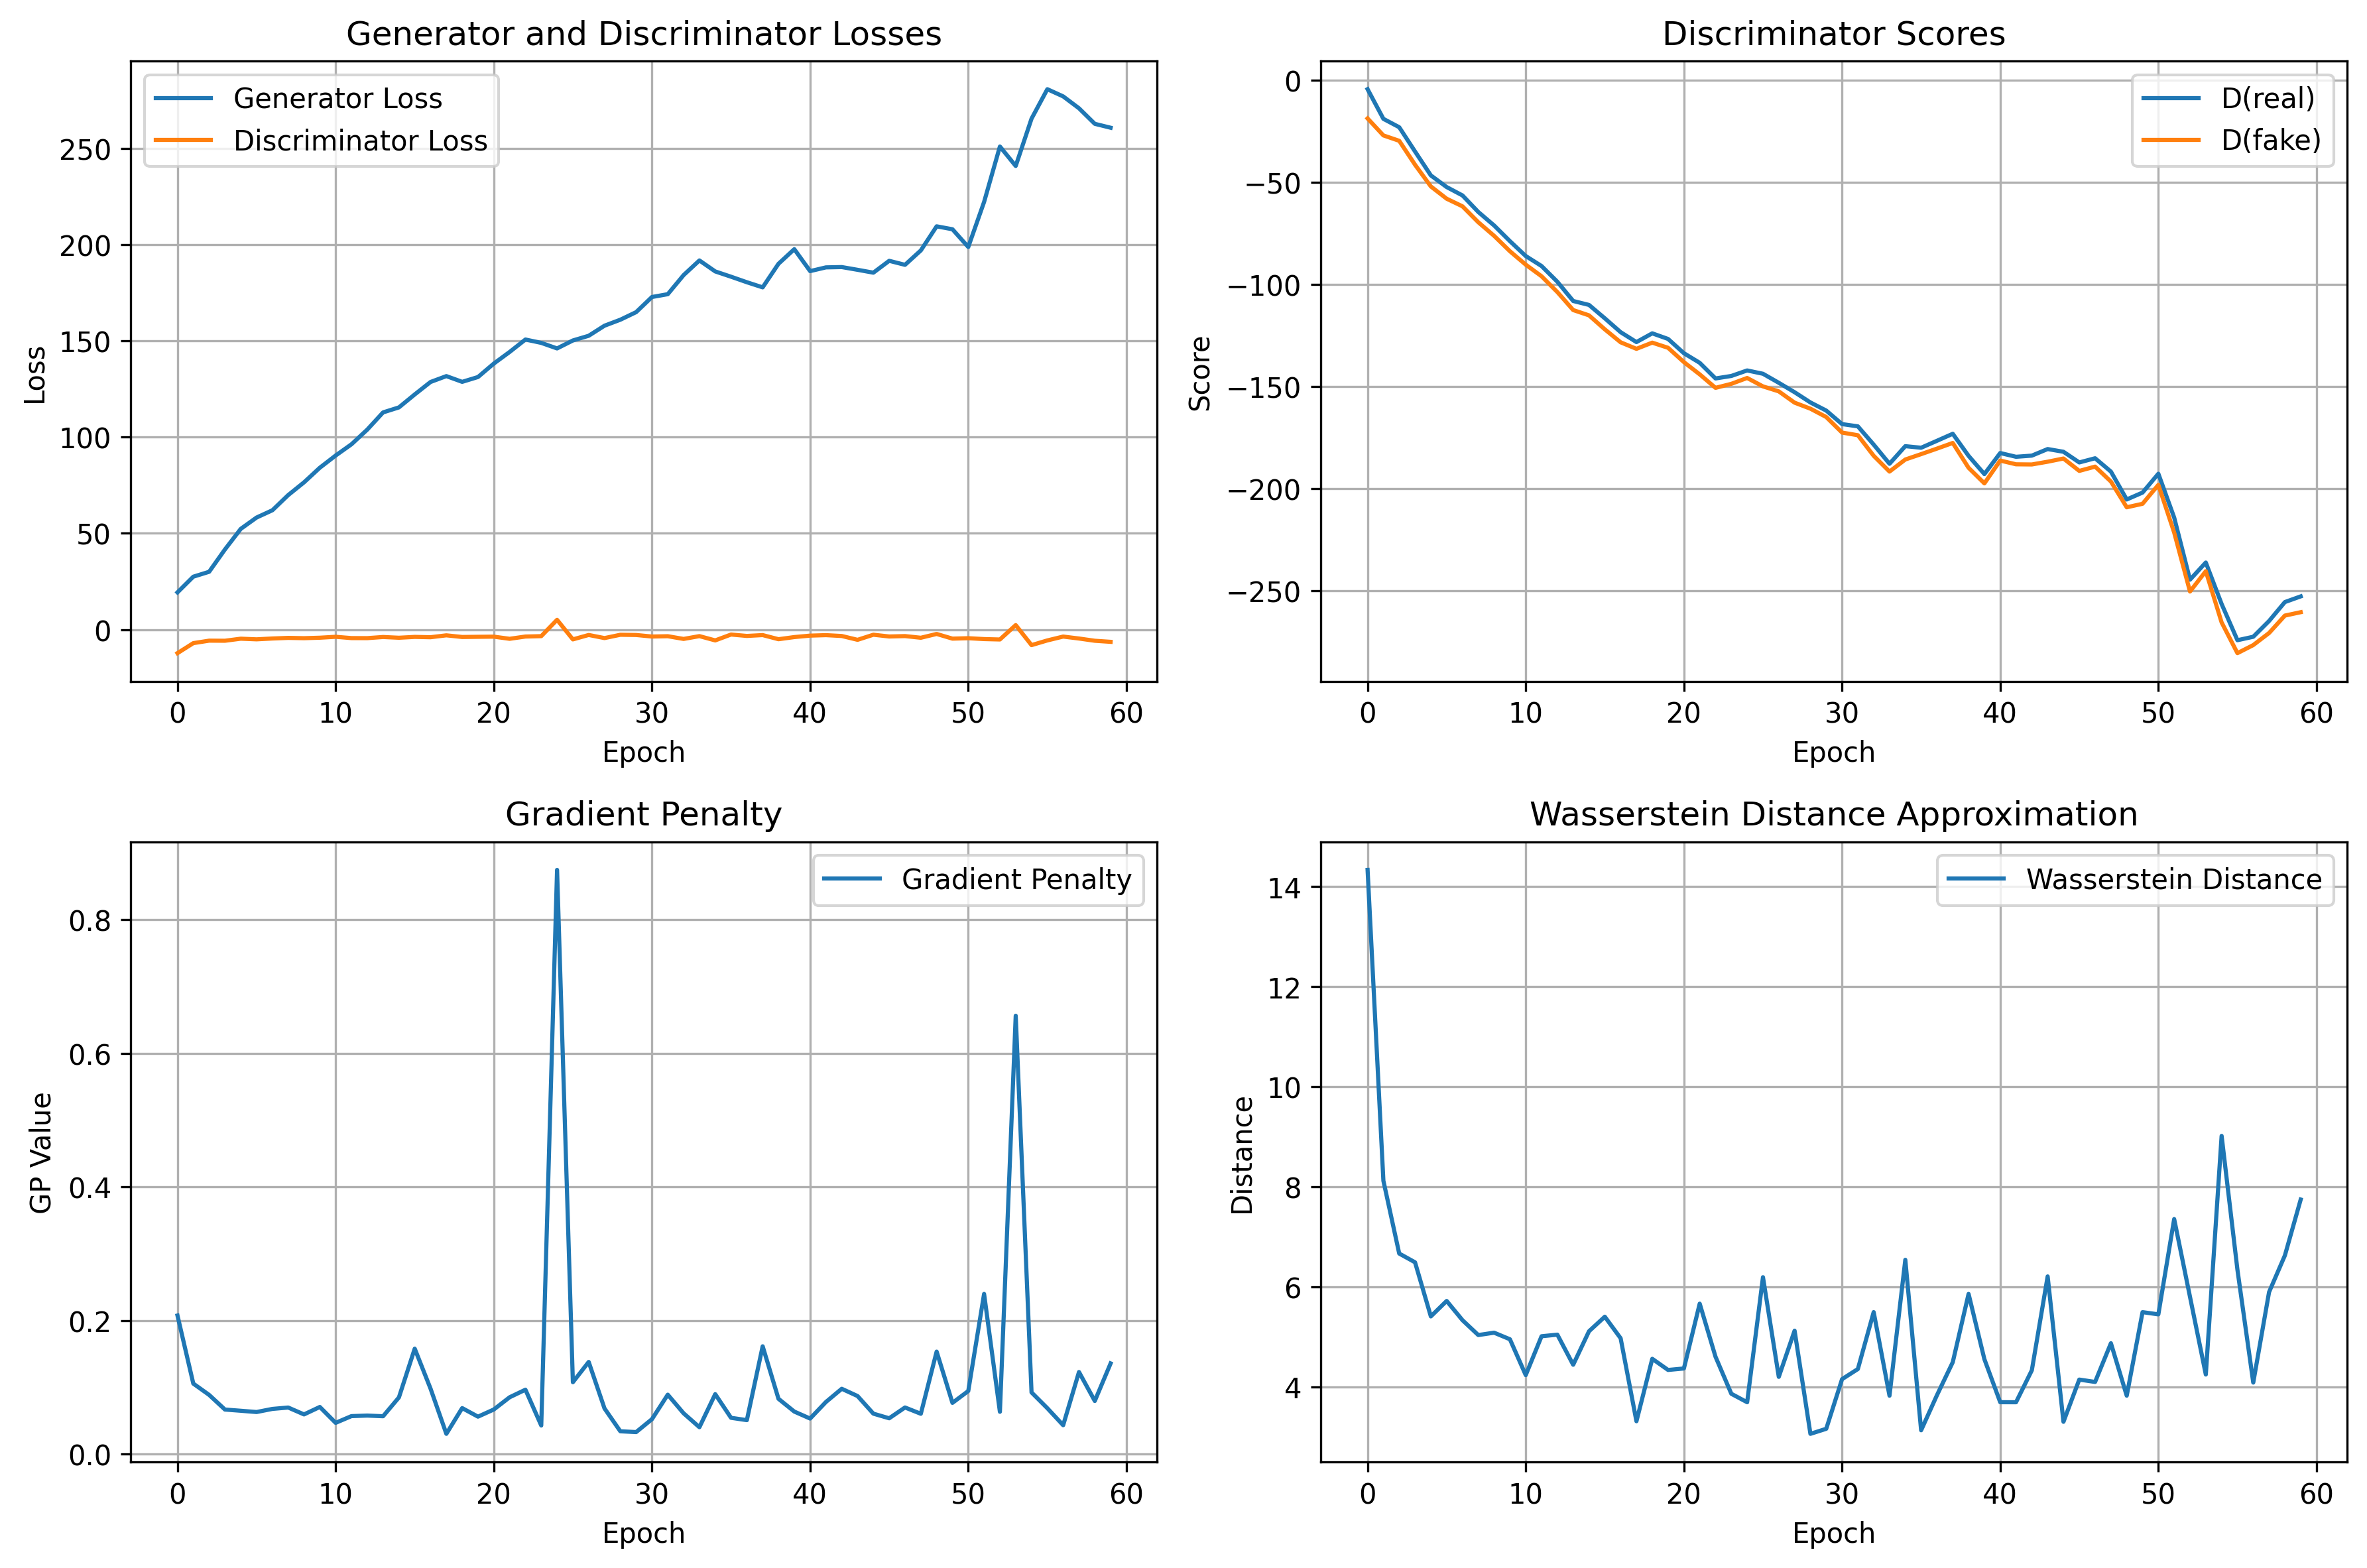 Generator and Discriminator Losses
Generator Loss
Discriminator Loss
250
200
150
100
50
0
Loss
0 10 20 30 40 50 60
Epoch
Discriminator Scores
D(real)
D(fake)
0
−50
−100
−150
−200
−250
Score
0 10 20 30 40 50 60
Epoch
Gradient Penalty
Gradient Penalty
0.8
0.6
0.4
0.2
0.0
GP Value
0 10 20 30 40 50 60
Epoch
Wasserstein Distance Approximation
Wasserstein Distance
14
12
10
8
6
4
Distance
0 10 20 30 40 50 60
Epoch